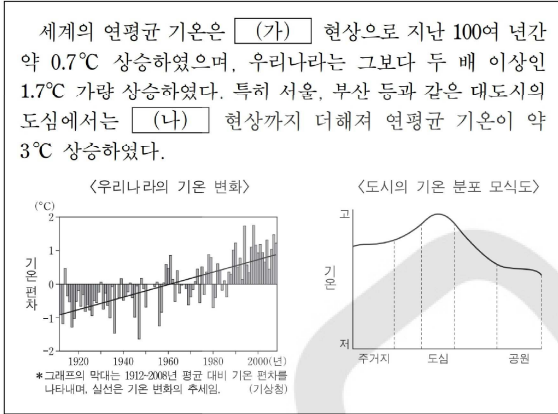 세계의 연평균 기온은 (가) 현상으로 지난 100여 년간
약 0.7℃ 상승하였으며, 우리나라는 그보다 두 배 이상인
1.7℃ 가량 상승하였다. 특히 서울, 부산 등과 같은 대도시의
도심에서는 (나) 현상까지 더해져 연평균 기온이 약
3℃ 상승하였다.
<우리나라의 기온 변화>
(℃)
2
1
0
-1
-2
기온 편차
1920 1940 1960 1980 2000(년)
*그래프의 막대는 1912~2008년 평균 대비 기온 편차를
나타내며, 실선은 기온 변화의 추세임. (기상청)
<도시의 기온 분포 모식도>
고
기온
저
주거지 도심 공원